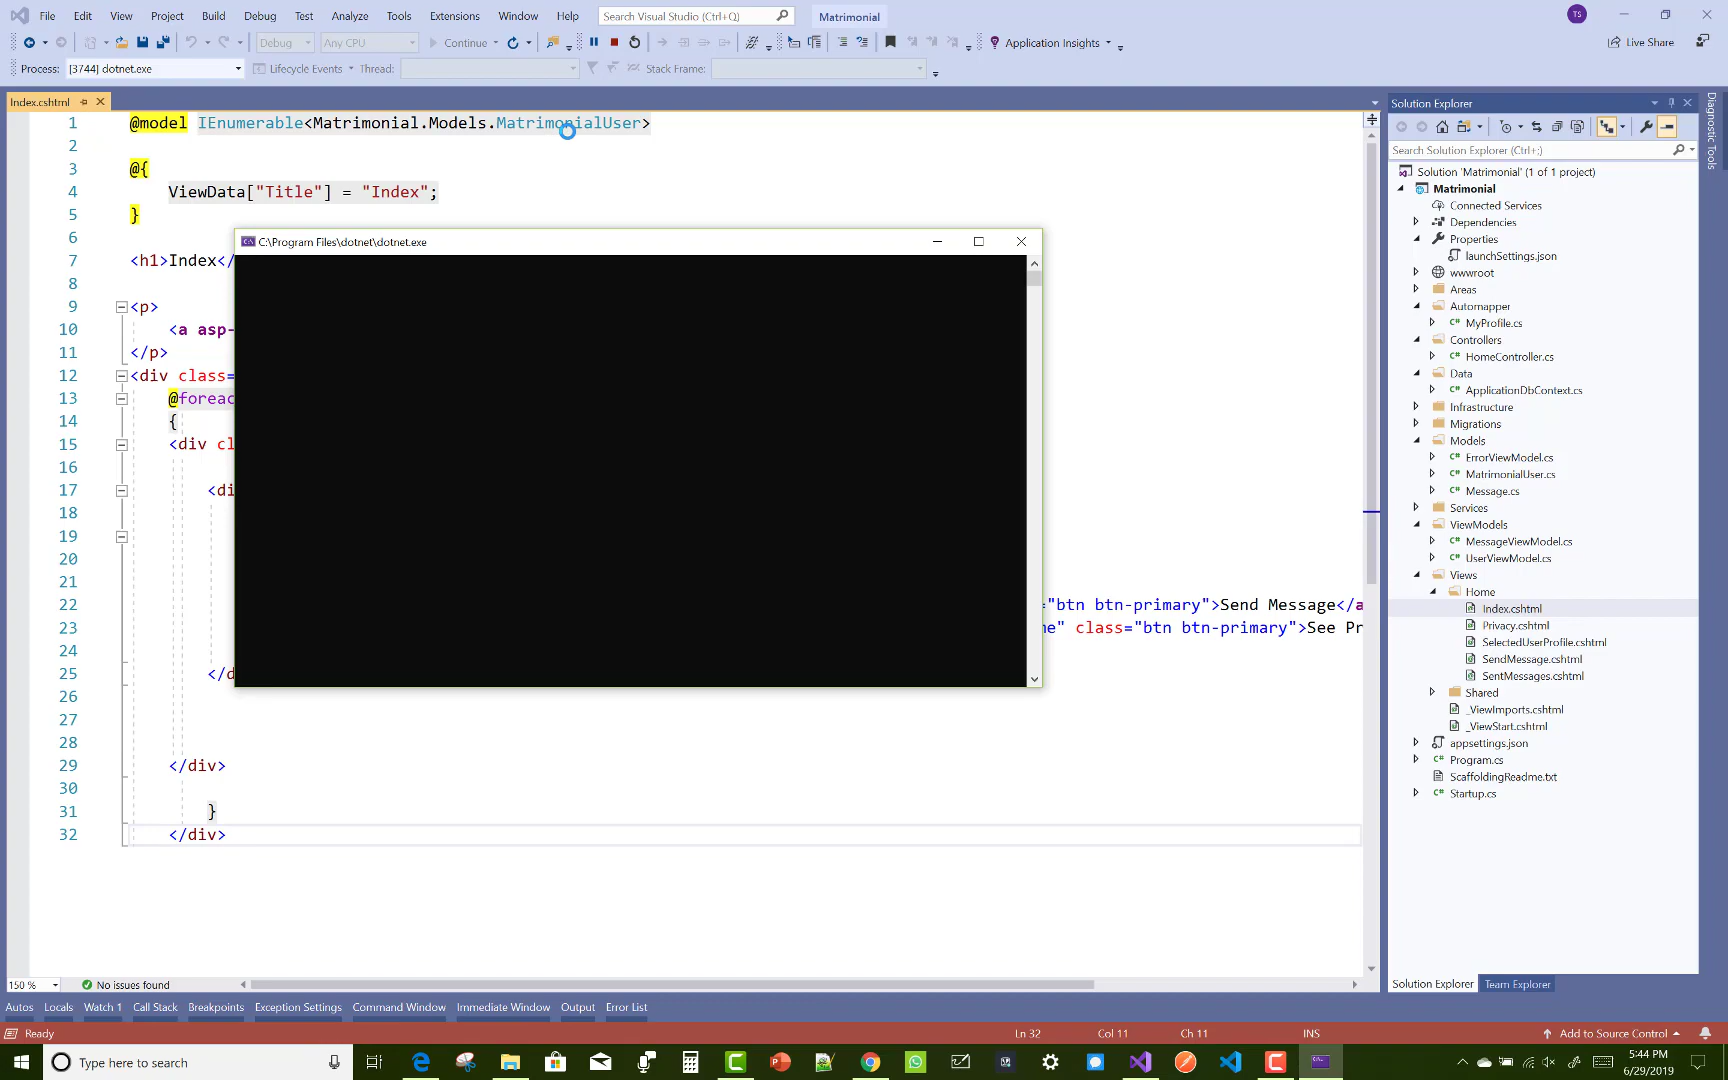 File Edit View Project Build Debug Test Analyze Tools Extensions Window Help Search Visual Studio (Ctrl+Q) Matrimonial TS
Debug Any CPU Continue Application Insights Live Share
Process: [3744] dotnet.exe Lifecycle Events Thread: Stack Frame:
Index.cshtml
1 @model IEnumerable<Matrimonial.Models.MatrimonialUser>
2
3 @{
4 ViewData["Title"] = "Index";
5 }
6
7 <h1>Index</
8
9 <p>
10 <a asp-
11 </p>
12 <div class=
13 @foreac
14 {
15 <div cl
16
17 <di
18
19
20
21
22 ="btn btn-primary">Send Message</a
23 me" class="btn btn-primary">See Pr
24
25 </d
26
27
28
29 </div>
30
31 }
32 </div>
C:\Program Files\dotnet\dotnet.exe
Solution Explorer
Search Solution Explorer (Ctrl+;)
Solution 'Matrimonial' (1 of 1 project)
Matrimonial
Connected Services
Dependencies
Properties
launchSettings.json
wwwroot
Areas
Automapper
C# MyProfile.cs
Controllers
C# HomeController.cs
Data
C# ApplicationDbContext.cs
Infrastructure
Migrations
Models
C# ErrorViewModel.cs
C# MatrimonialUser.cs
C# Message.cs
Services
ViewModels
C# MessageViewModel.cs
C# UserViewModel.cs
Views
Home
Index.cshtml
Privacy.cshtml
SelectedUserProfile.cshtml
SendMessage.cshtml
SentMessages.cshtml
Shared
_ViewImports.cshtml
_ViewStart.cshtml
appsettings.json
C# Program.cs
ScaffoldingReadme.txt
C# Startup.cs
Diagnostic Tools
150 % No issues found
Solution Explorer Team Explorer
Autos Locals Watch 1 Call Stack Breakpoints Exception Settings Command Window Immediate Window Output Error List
Ready Ln 32 Col 11 Ch 11 INS Add to Source Control
Type here to search
5:44 PM
6/29/2019